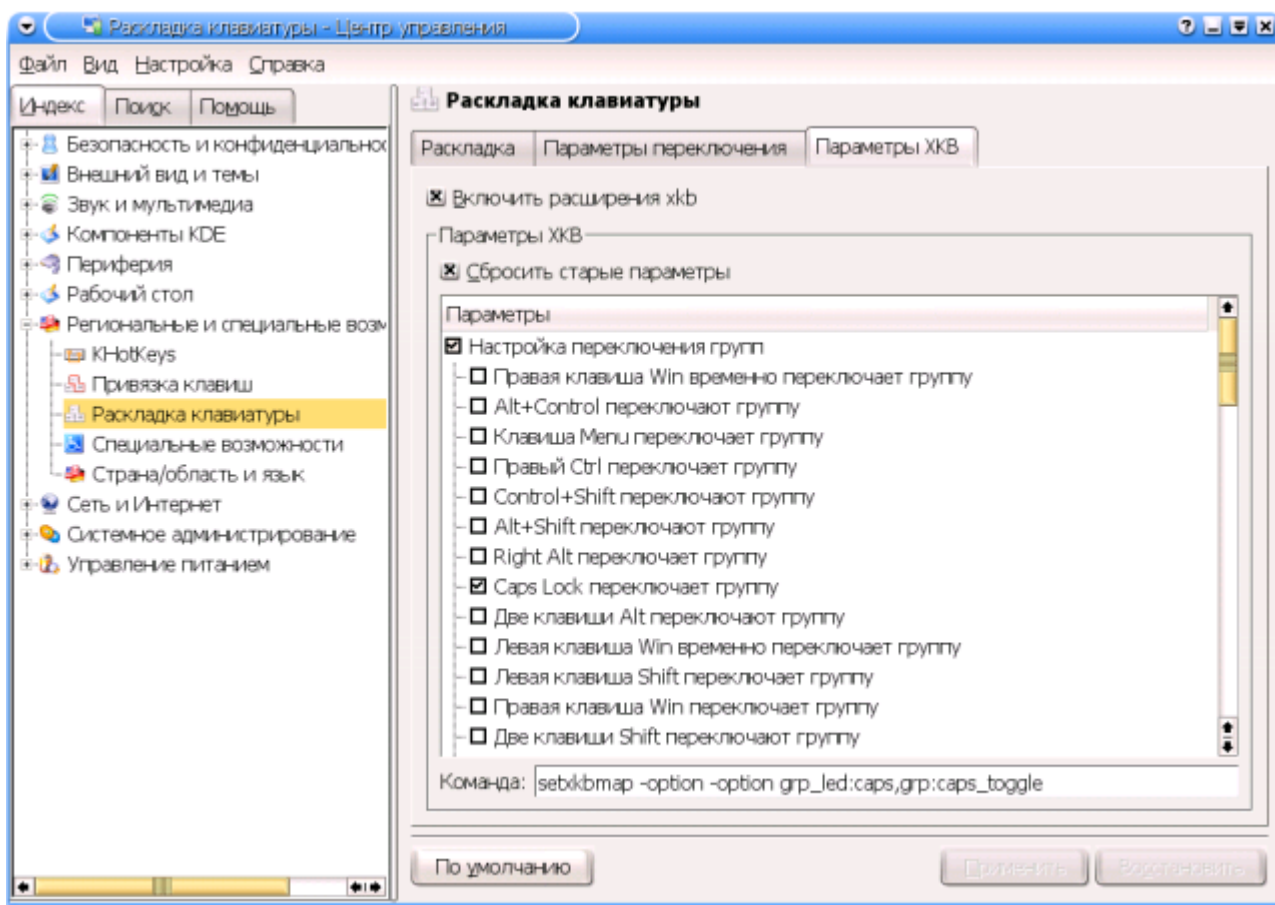 Раскладка клавиатуры - Центр управления
Файл Вид Настройка Справка
Индекс Поиск Помощь
Безопасность и конфиденциальнос
Внешний вид и темы
Звук и мультимедиа
Компоненты KDE
Периферия
Рабочий стол
Региональные и специальные возм
KHotKeys
Привязка клавиш
Раскладка клавиатуры
Специальные возможности
Страна/область и язык
Сеть и Интернет
Системное администрирование
Управление питанием
Раскладка клавиатуры
Раскладка Параметры переключения Параметры XKB
Включить расширения xkb
Параметры XKB
Сбросить старые параметры
Параметры
Настройка переключения групп
Правая клавиша Win временно переключает группу
Alt+Control переключают группу
Клавиша Menu переключает группу
Правый Ctrl переключает группу
Control+Shift переключают группу
Alt+Shift переключают группу
Right Alt переключает группу
Caps Lock переключает группу
Две клавиши Alt переключают группу
Левая клавиша Win временно переключает группу
Левая клавиша Shift переключает группу
Правая клавиша Win переключает группу
Две клавиши Shift переключают группу
Команда: setxkbmap -option -option grp_led:caps,grp:caps_toggle
По умолчанию Применить Восстановить